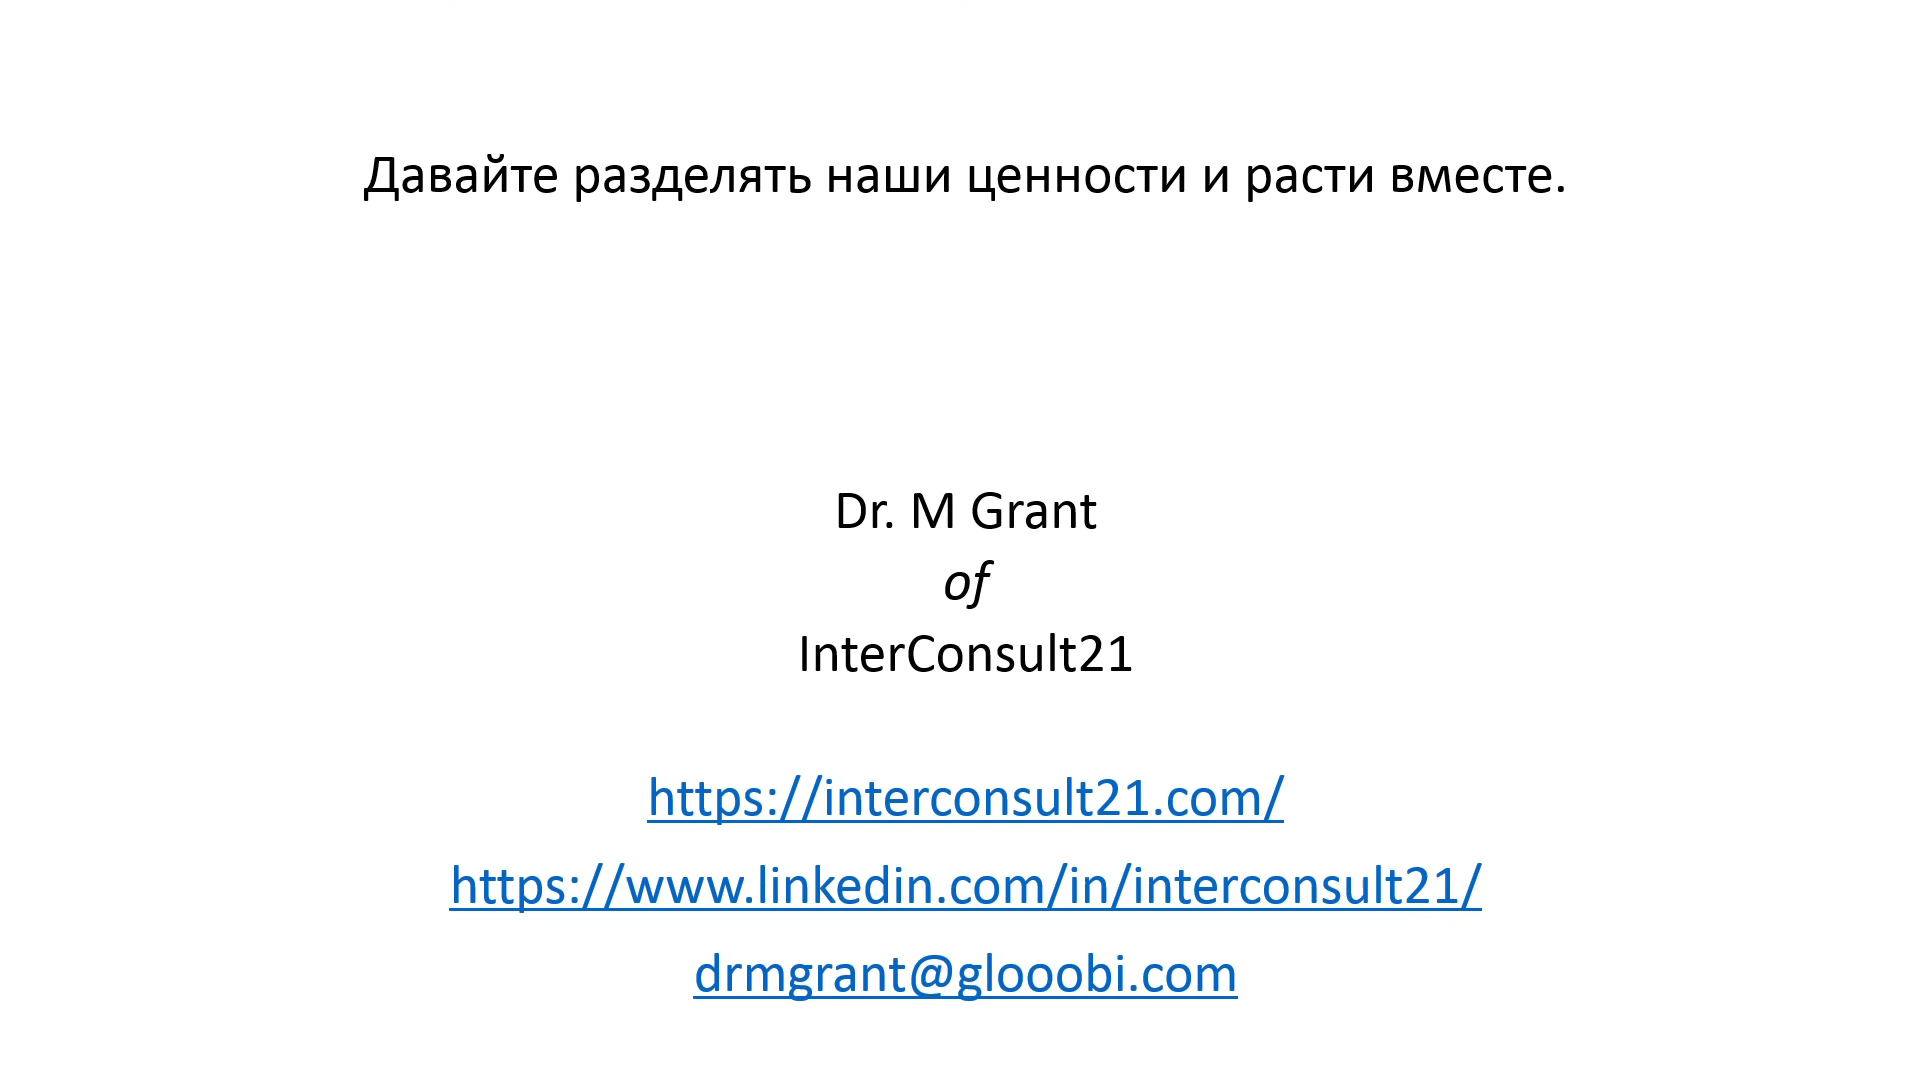 Давайте разделять наши ценности и расти вместе.
Dr. M Grant
of
InterConsult21
https://interconsult21.com/
https://www.linkedin.com/in/interconsult21/
drmgrant@glooobi.com